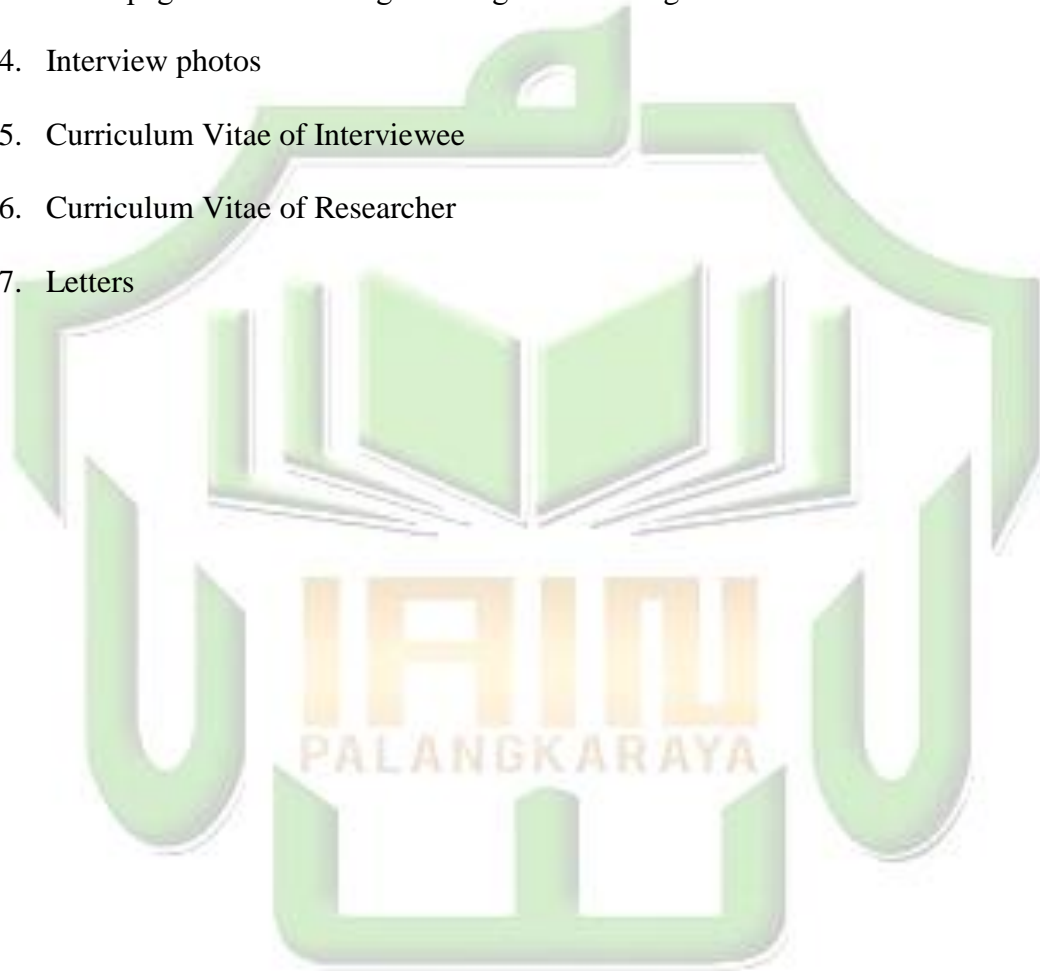 4. Interview photos
5. Curriculum Vitae of Interviewee
6. Curriculum Vitae of Researcher
7. Letters
IAIN
PALANGKARAYA